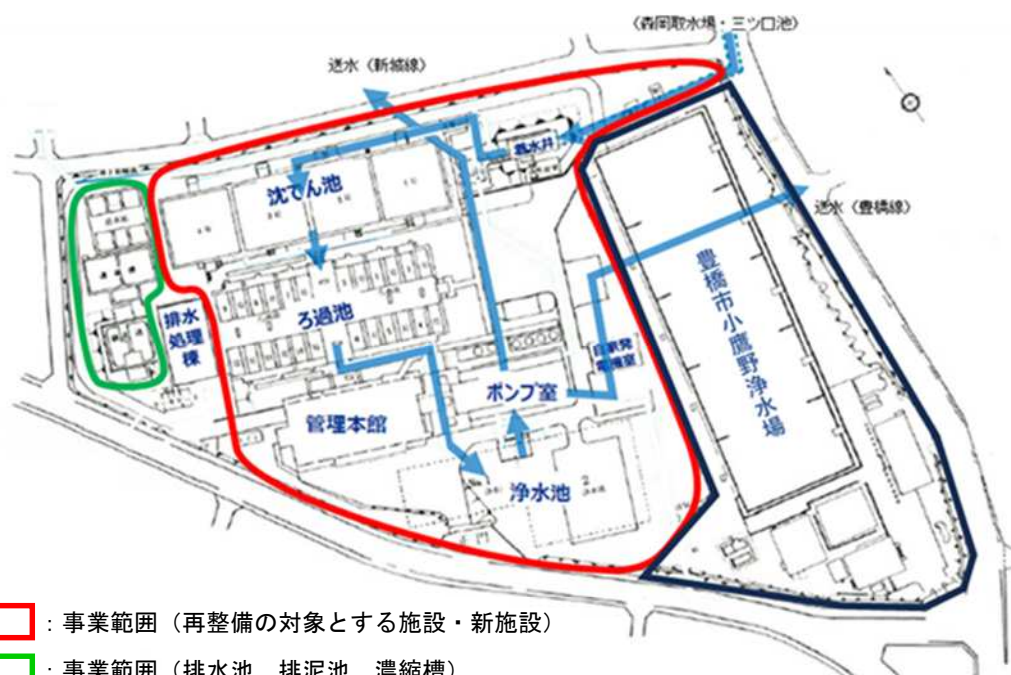 〈森岡取水場・三ツ口池〉
送水〈新城線〉
着水井
沈でん池
送水〈豊橋線〉
ろ過池
排水
処理
棟
豊橋市小鷹野浄水場
自家発
電機室
ポンプ室
管理本館
浄水池
：事業範囲（再整備の対象とする施設・新施設）
：事業範囲（排水池、排泥池、濃縮槽）